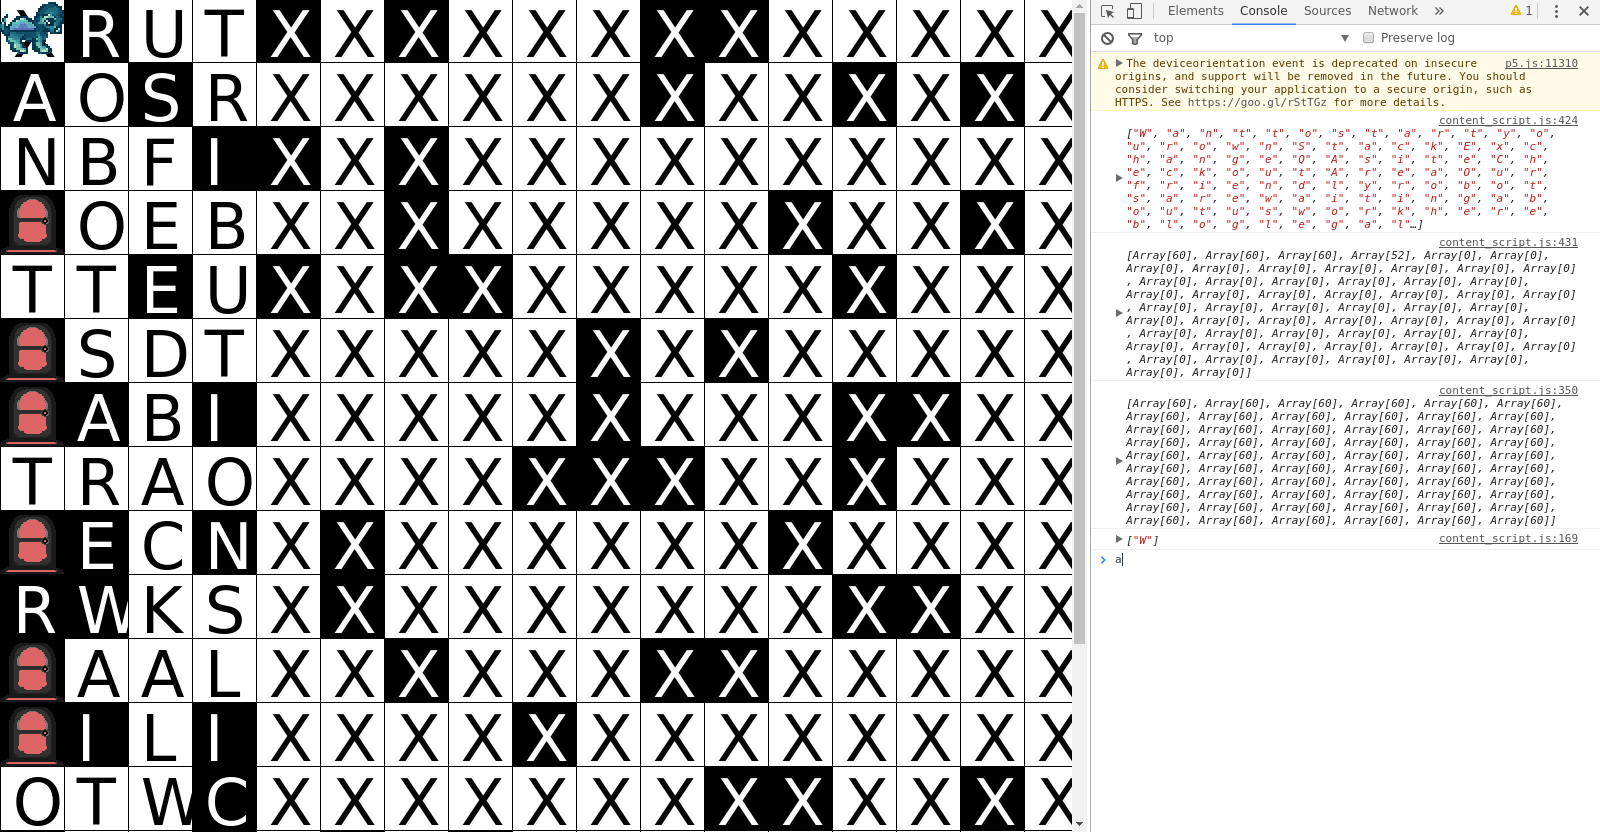 R U T X X X X X X X X X X X X X
A O S R X X X X X X X X X X X X X
N B F I X X X X X X X X X X X X X
O E B X X X X X X X X X X X X X
T T E U X X X X X X X X X X X X X
S D T X X X X X X X X X X X X X
A B I X X X X X X X X X X X X X
T R A O X X X X X X X X X X X X X
E C N X X X X X X X X X X X X X
R W K S X X X X X X X X X X X X X
A A L X X X X X X X X X X X X X
I L I X X X X X X X X X X X X X
O T W C X X X X X X X X X X X X X
Elements Console Sources Network » 1
top Preserve log
The deviceorientation event is deprecated on insecure p5.js:11310
origins, and support will be removed in the future. You should
consider switching your application to a secure origin, such as
HTTPS. See https://goo.gl/rStTGz for more details.
content_script.js:424
["W", "a", "n", "t", "t", "o", "s", "t", "a", "r", "t", "y", "o",
"u", "r", "o", "w", "n", "S", "t", "a", "c", "k", "E", "x", "c",
"h", "a", "n", "g", "e", "Q", "A", "s", "i", "t", "e", "C", "h",
"e", "c", "k", "o", "u", "t", "A", "r", "e", "a", "O", "u", "r",
"f", "r", "i", "e", "n", "d", "l", "y", "r", "o", "b", "o", "t",
"s", "a", "r", "e", "w", "a", "i", "t", "i", "n", "g", "a", "b",
"o", "u", "t", "u", "s", "w", "o", "r", "k", "h", "e", "r", "e",
"b", "l", "o", "g", "l", "e", "g", "a", "l"…]
content_script.js:431
[Array[60], Array[60], Array[60], Array[52], Array[0], Array[0],
Array[0], Array[0], Array[0], Array[0], Array[0], Array[0], Array[0]
, Array[0], Array[0], Array[0], Array[0], Array[0], Array[0],
Array[0], Array[0], Array[0], Array[0], Array[0], Array[0], Array[0]
, Array[0], Array[0], Array[0], Array[0], Array[0], Array[0],
Array[0], Array[0], Array[0], Array[0], Array[0], Array[0], Array[0]
, Array[0], Array[0], Array[0], Array[0], Array[0], Array[0],
Array[0], Array[0], Array[0], Array[0], Array[0], Array[0], Array[0]
, Array[0], Array[0], Array[0], Array[0], Array[0], Array[0],
Array[0], Array[0]]
content_script.js:350
[Array[60], Array[60], Array[60], Array[60], Array[60], Array[60],
Array[60], Array[60], Array[60], Array[60], Array[60], Array[60],
Array[60], Array[60], Array[60], Array[60], Array[60], Array[60],
Array[60], Array[60], Array[60], Array[60], Array[60], Array[60],
Array[60], Array[60], Array[60], Array[60], Array[60], Array[60],
Array[60], Array[60], Array[60], Array[60], Array[60], Array[60],
Array[60], Array[60], Array[60], Array[60], Array[60], Array[60],
Array[60], Array[60], Array[60], Array[60], Array[60], Array[60],
Array[60], Array[60], Array[60], Array[60], Array[60], Array[60],
Array[60], Array[60], Array[60], Array[60], Array[60], Array[60]]
["W"] content_script.js:169
a